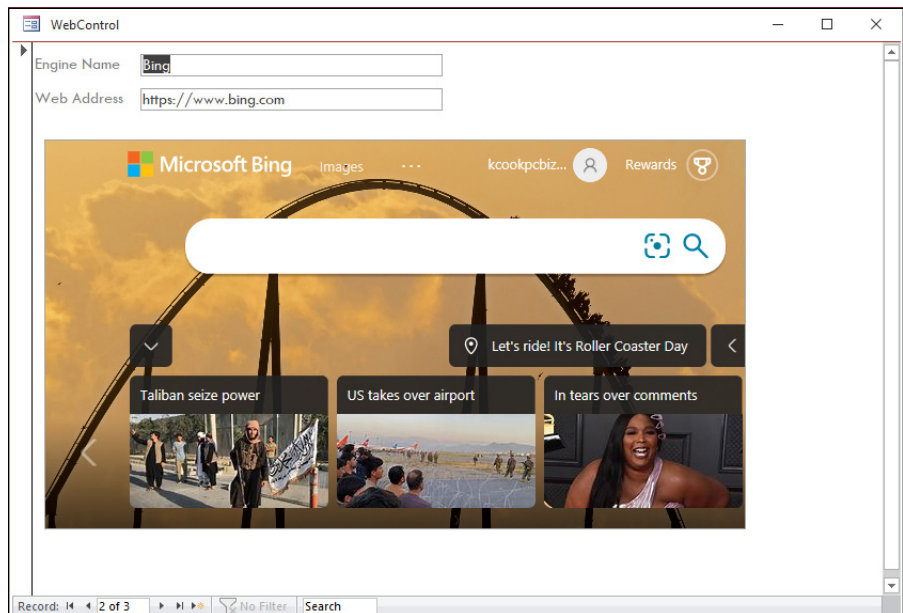 WebControl
Engine Name Bing
Web Address https://www.bing.com
Microsoft Bing Images ... kcookpcbiz... Rewards
Let's ride! It's Roller Coaster Day
Taliban seize power US takes over airport In tears over comments
Record: 2 of 3 No Filter Search